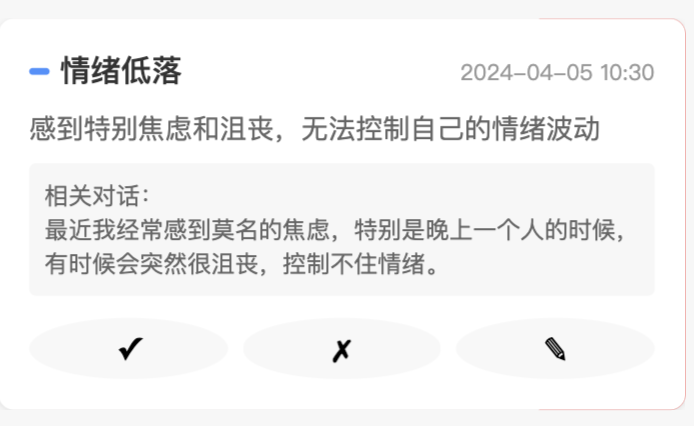 情绪低落
2024-04-05 10:30
感到特别焦虑和沮丧，无法控制自己的情绪波动
相关对话：
最近我经常感到莫名的焦虑，特别是晚上一个人的时候，
有时候会突然很沮丧，控制不住情绪。
✔
✗
✎